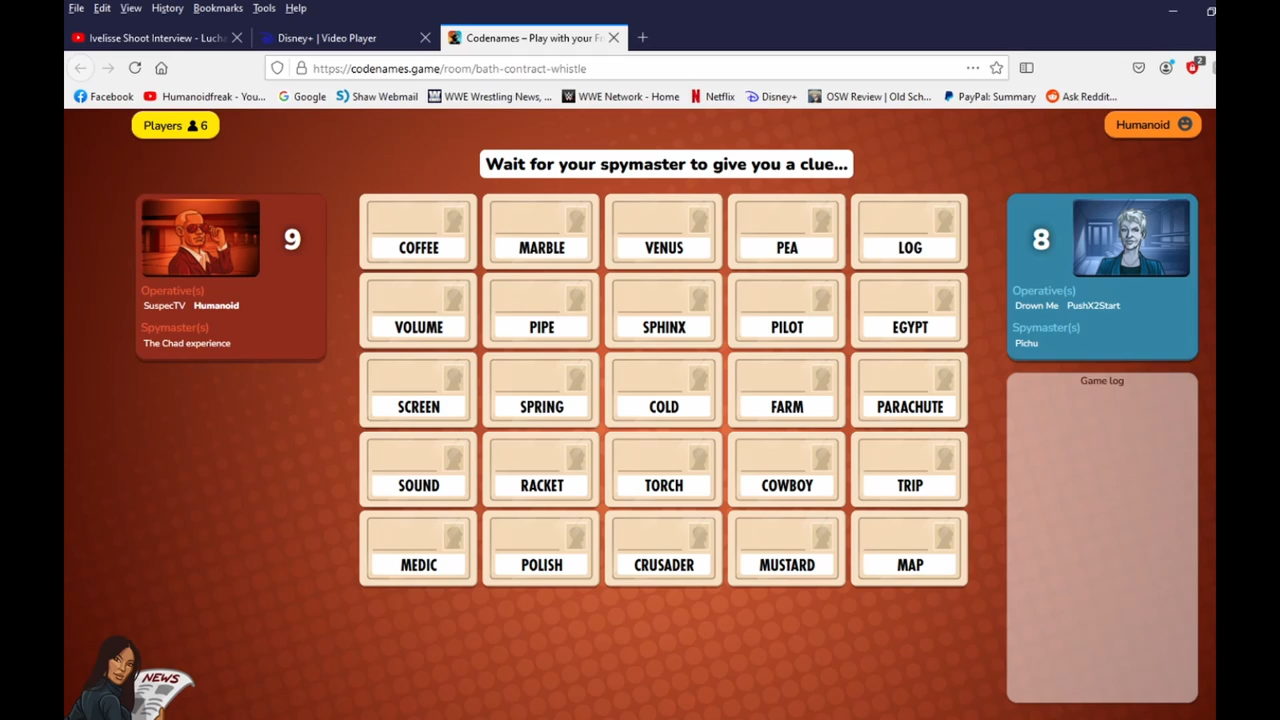 File Edit View History Bookmarks Tools Help
Ivelisse Shoot Interview - Lucha Disney+ | Video Player Codenames – Play with your Fr
https://codenames.game/room/bath-contract-whistle 2
Facebook Humanoidfreak - You... Google Shaw Webmail WWE Wrestling News, ... WWE Network - Home Netflix Disney+ OSW Review | Old Sch... PayPal: Summary Ask Reddit...
Players 6 Humanoid
Wait for your spymaster to give you a clue...
9
Operative(s)
SuspecTV Humanoid
Spymaster(s)
The Chad experience
COFFEE MARBLE VENUS PEA LOG
VOLUME PIPE SPHINX PILOT EGYPT
SCREEN SPRING COLD FARM PARACHUTE
SOUND RACKET TORCH COWBOY TRIP
MEDIC POLISH CRUSADER MUSTARD MAP
8
Operative(s)
Drown Me PushX2Start
Spymaster(s)
Pichu
Game log
NEWS